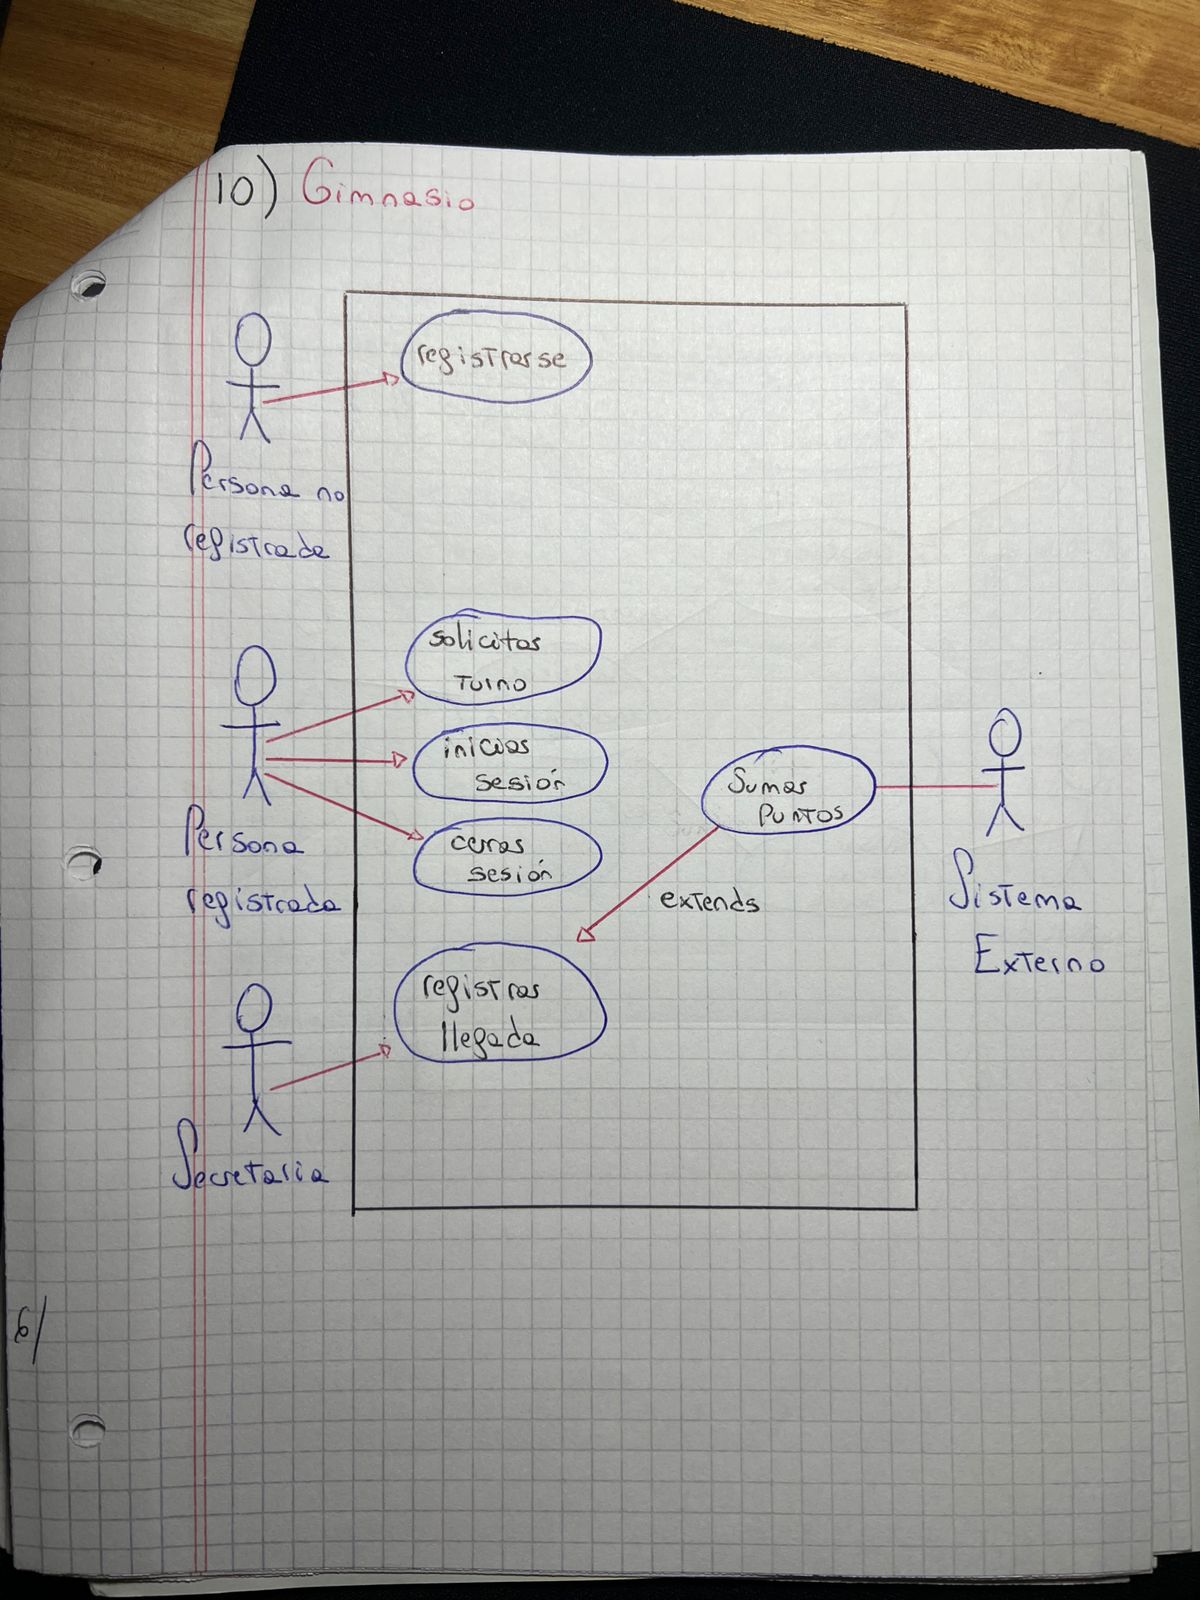 10) Gimnasio
registrarse
Persona no
registrada
solicitar
turno
iniciar
sesión
cerrar
sesión
Persona
registrada
Sumar
Puntos
extends
Sistema
Externo
registrar
llegada
Secretaria
6/